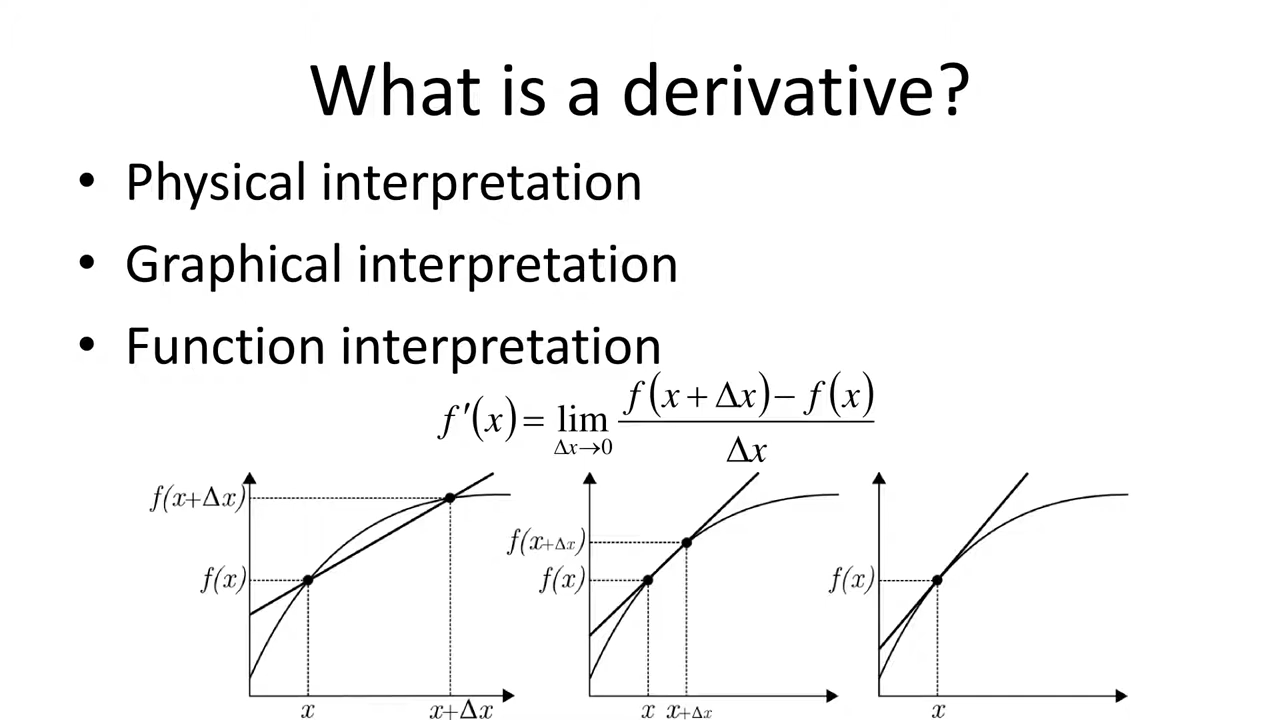 What is a derivative?
• Physical interpretation
• Graphical interpretation
• Function interpretation
f′(x) = lim Δx→0 (f(x + Δx) − f(x)) / Δx
f(x+Δx)
f(x)
x x+Δx
f(x+Δx)
f(x)
x x+Δx
f(x)
x